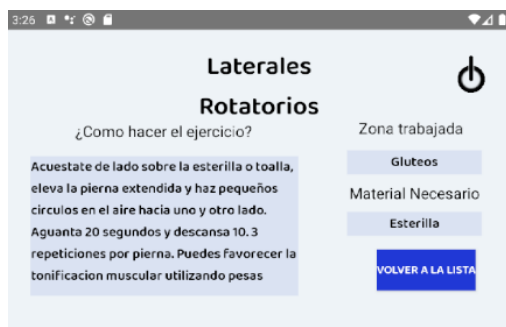 3:26
Laterales
Rotatorios
¿Como hacer el ejercicio?
Acuestate de lado sobre la esterilla o toalla,
eleva la pierna extendida y haz pequeños
circulos en el aire hacia uno y otro lado.
Aguanta 20 segundos y descansa 10. 3
repeticiones por pierna. Puedes favorecer la
tonificacion muscular utilizando pesas
Zona trabajada
Gluteos
Material Necesario
Esterilla
VOLVER A LA LISTA